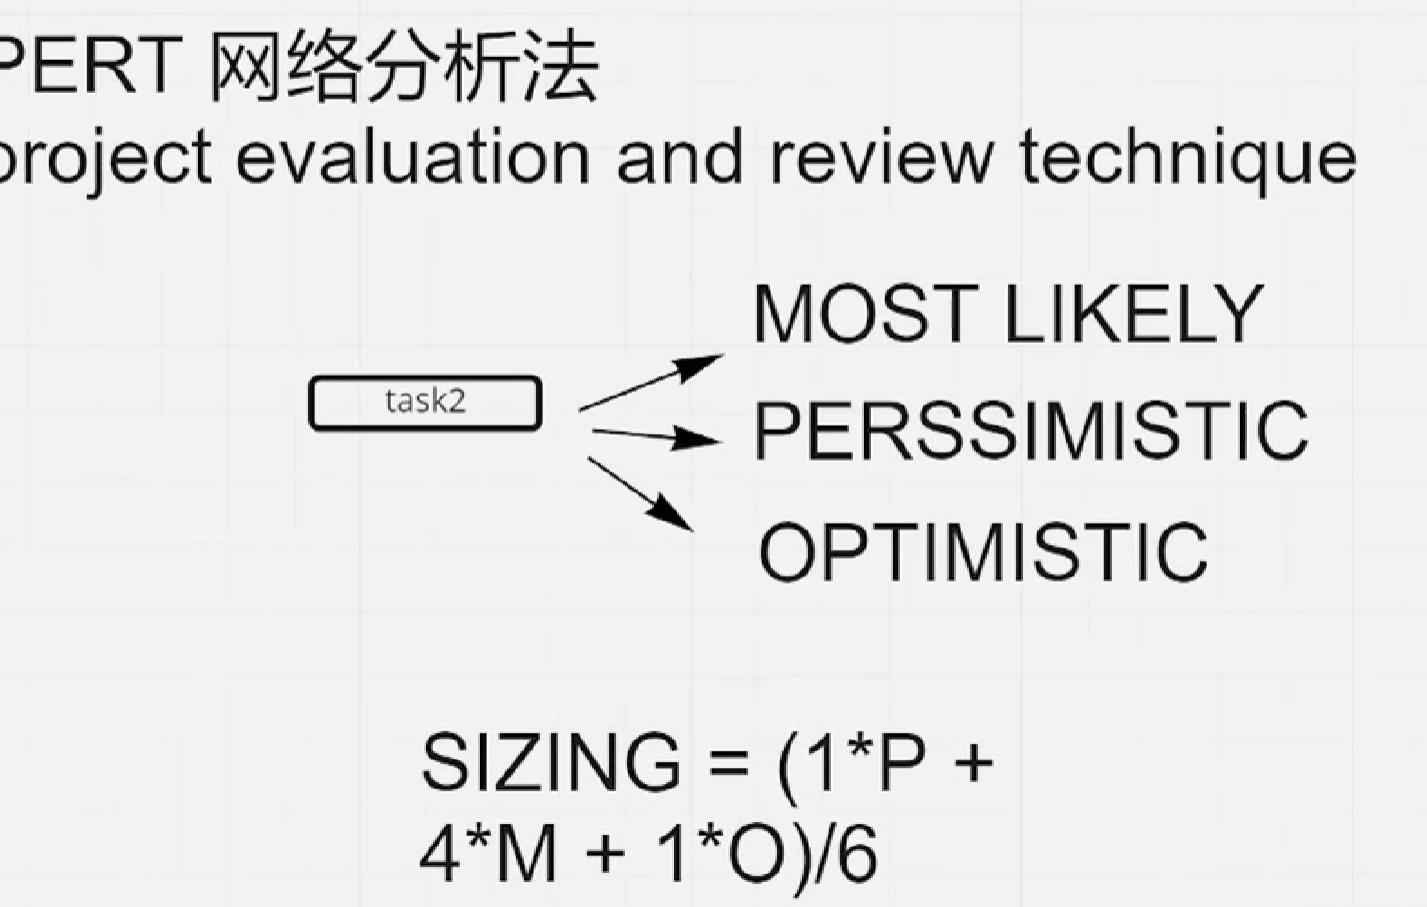 PERT 网络分析法
project evaluation and review technique
MOST LIKELY
task2
PERSSIMISTIC
OPTIMISTIC
SIZING = (1*P +
4*M + 1*O)/6